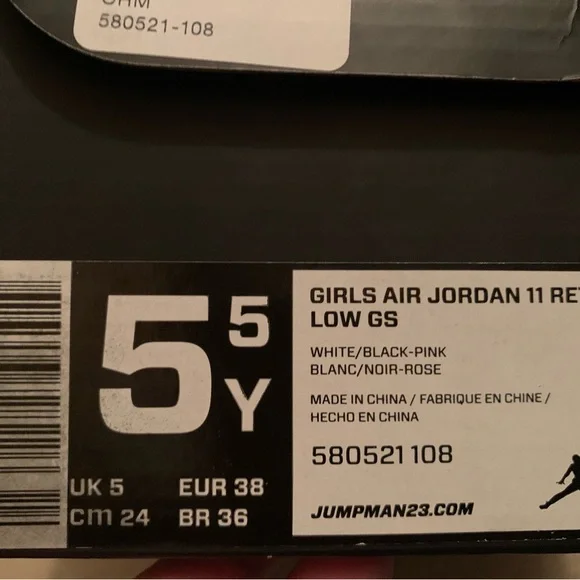 580521-108
5 5 Y
GIRLS AIR JORDAN 11
LOW GS
WHITE/BLACK-PINK
BLANC/NOIR-ROSE
MADE IN CHINA / FABRIQUE EN CHINE /
HECHO EN CHINA
580521 108
JUMPMAN23.COM
UK 5 EUR 38
cm 24 BR 36